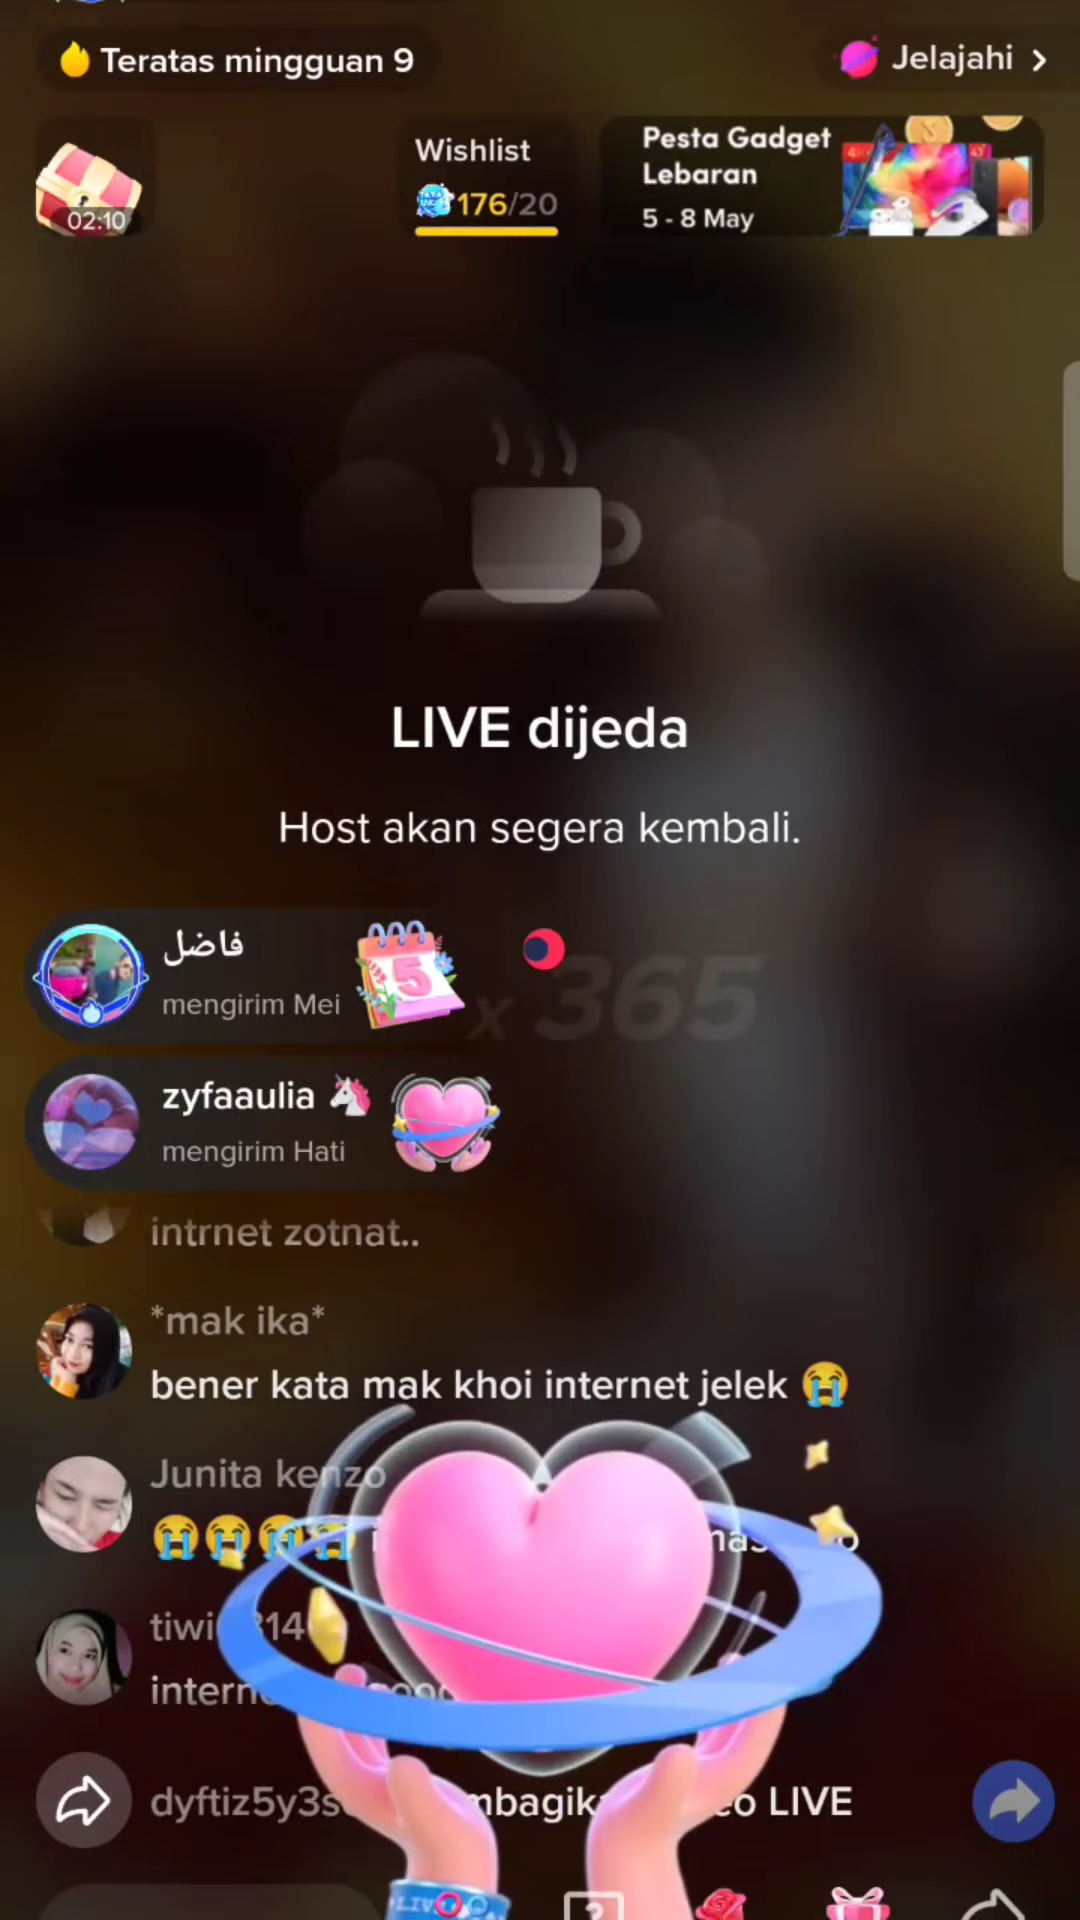 Teratas mingguan 9
Jelajahi
02:10
Wishlist
176/20
Pesta Gadget
Lebaran
5 - 8 May
LIVE dijeda
Host akan segera kembali.
فاضل
mengirim Mei
5
x 365
zyfaaulia 🦄
mengirim Hati
intrnet zotnat..
*mak ika*
bener kata mak khoi internet jelek 😭
Junita kenzo
😭😭😭😭
LIVE